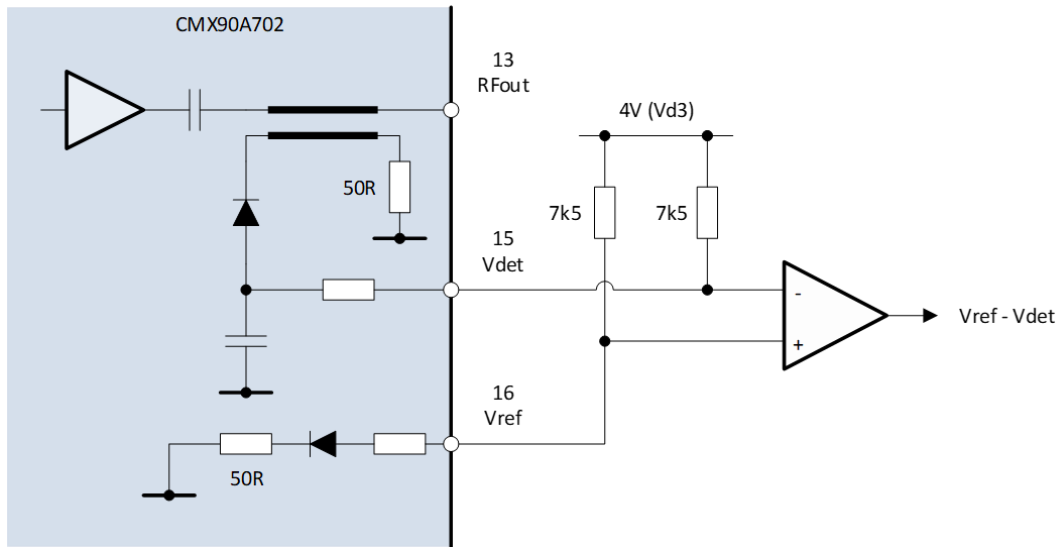 CMX90A702
13
RFout
4V (Vd3)
50R
7k5
7k5
15
Vdet
-
+
Vref - Vdet
16
Vref
50R